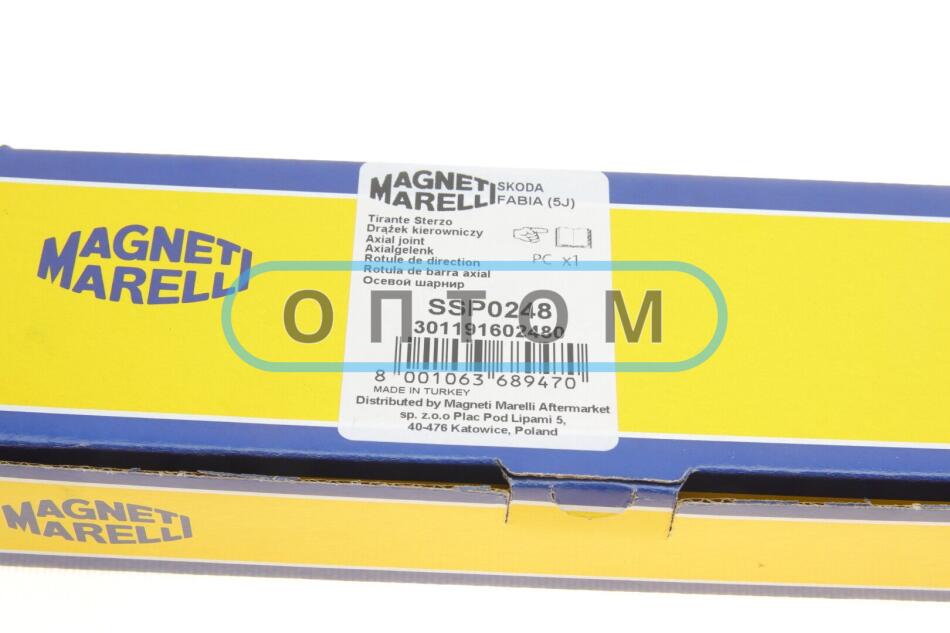 MAGNETI
MARELLI
SKODA
FABIA (5J)
Tirante Sterzo
Drążek kierowniczy
Axial joint
Axialgelenk
Rotule de direction
Rotula de barra axial
Осевой шарнир
PC x1
MAGNETI
MARELLI
SSP0248
301191602480
ОПТОМ
8 001063 689470
MADE IN TURKEY
Distributed by Magneti Marelli Aftermarket
sp. z.o.o Plac Pod Lipami 5,
40-476 Katowice, Poland
MAGNETI
MARELLI